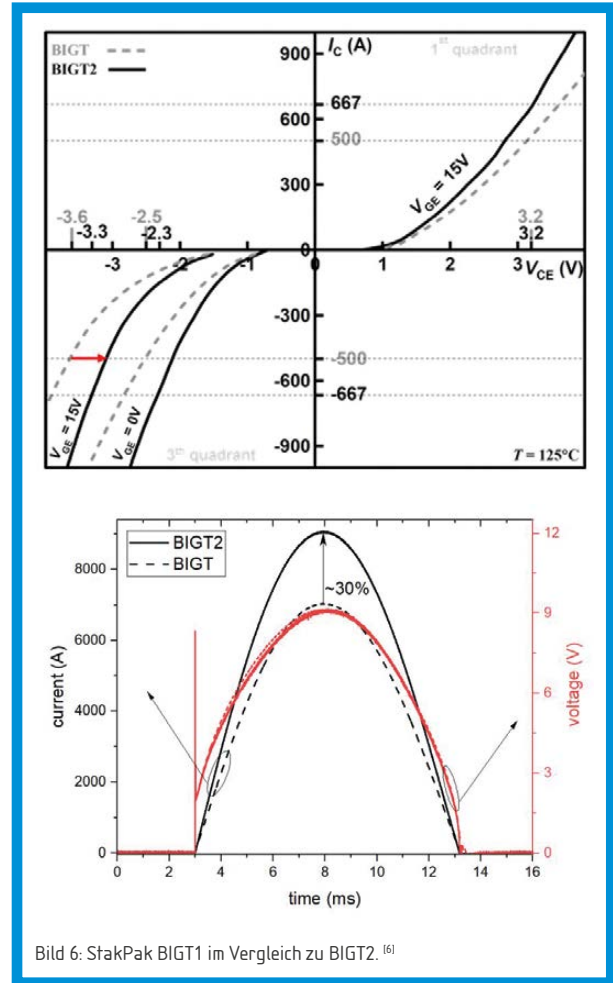 BIGT
BIGT2
I_C (A)
1st quadrant
900
667
600
500
300
V_GE = 15V
-3.6
-3.3
-2.5
-2.3
3.2
3.2
-3
-2
-1
0
1
2
3
V_CE (V)
-300
-500
-600
-667
-900
V_GE = 15V
V_GE = 0V
3th quadrant
T = 125°C
BIGT2
BIGT
~30%
8000
6000
4000
2000
0
current (A)
12
9
6
3
0
voltage (V)
0
2
4
6
8
10
12
14
16
time (ms)
Bild 6: StakPak BIGT1 im Vergleich zu BIGT2. [6]